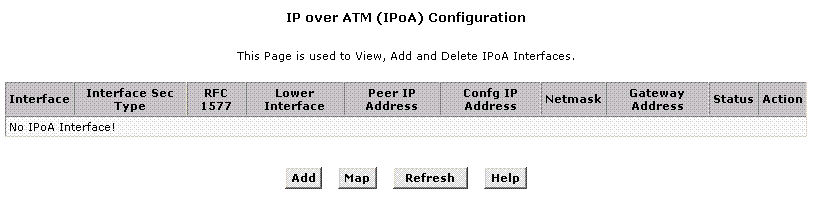 IP over ATM (IPoA) Configuration
This Page is used to View, Add and Delete IPoA Interfaces.
Interface Interface Sec Type RFC 1577 Lower Interface Peer IP Address Confg IP Address Netmask Gateway Address Status Action
No IPoA Interface!
Add Map Refresh Help